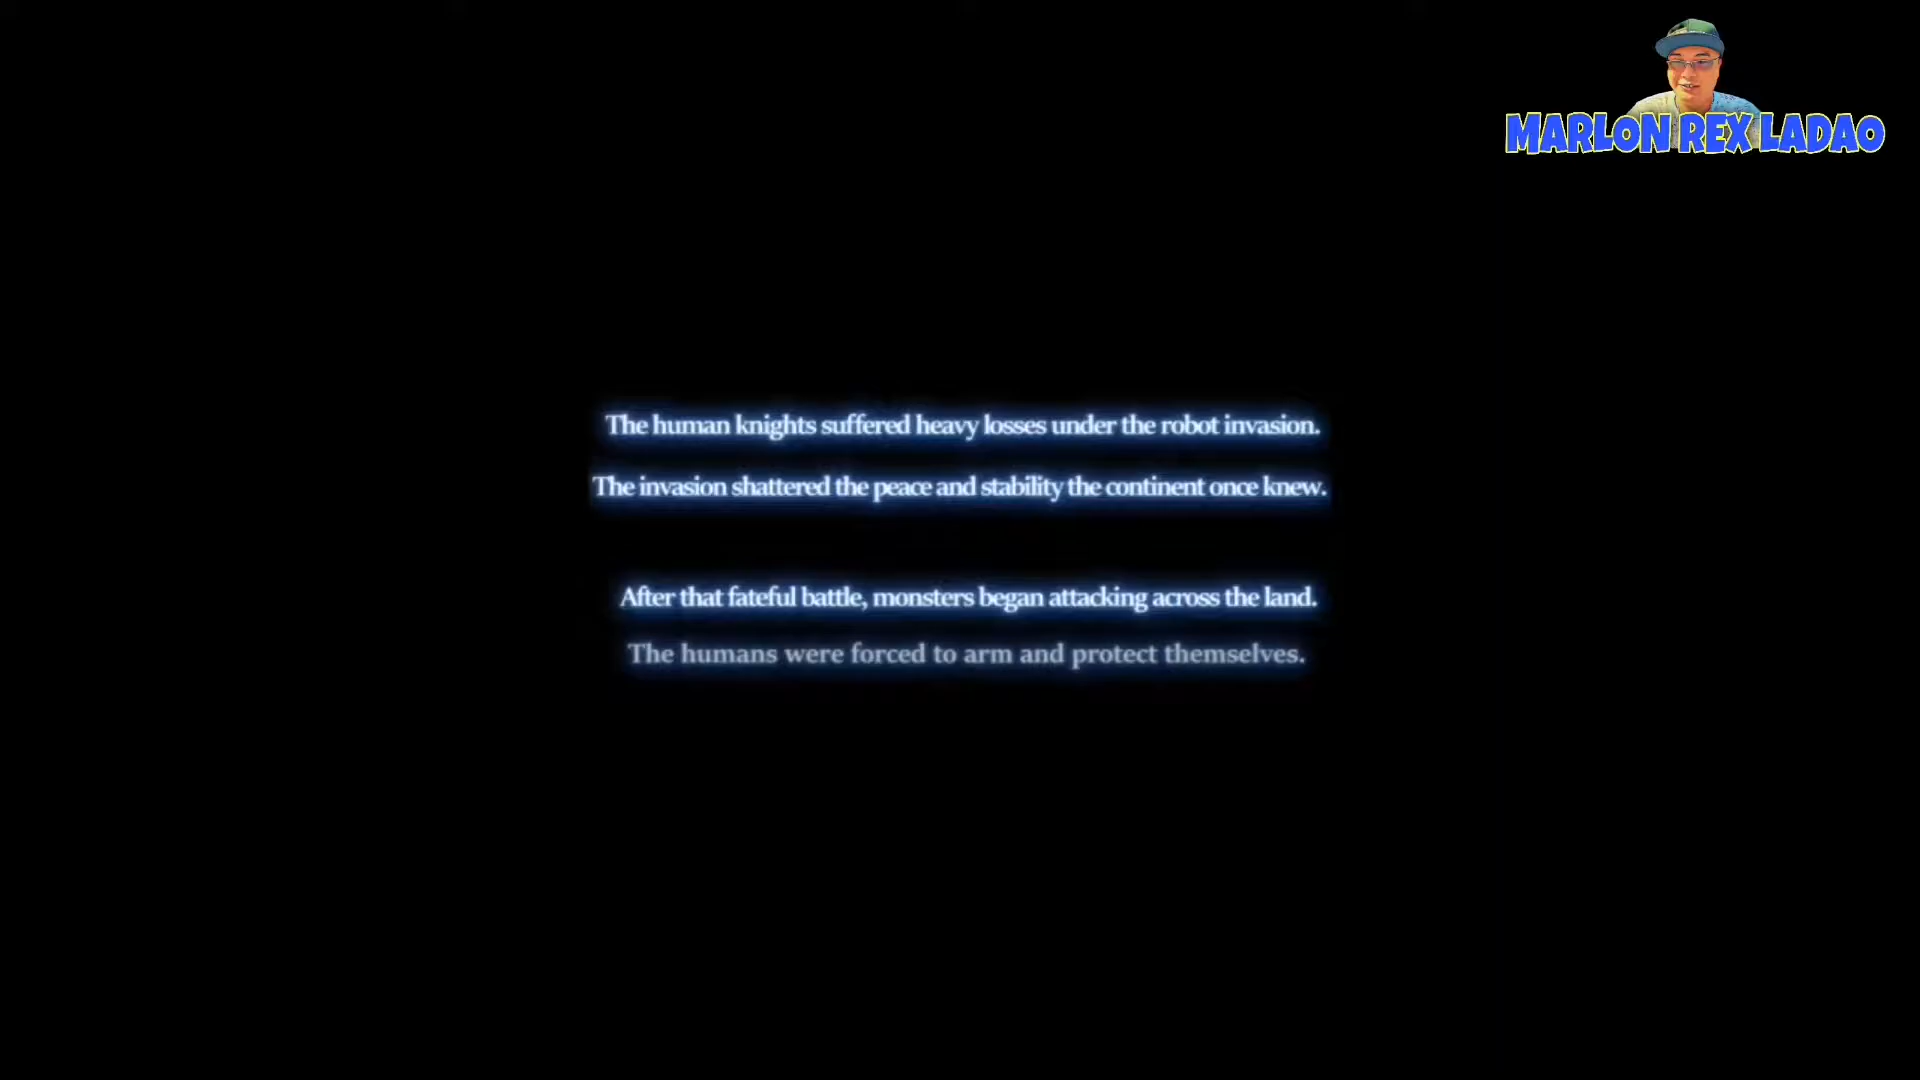 MARLON REX LADAO
The human knights suffered heavy losses under the robot invasion.
The invasion shattered the peace and stability the continent once knew.
After that fateful battle, monsters began attacking across the land.
The humans were forced to arm and protect themselves.